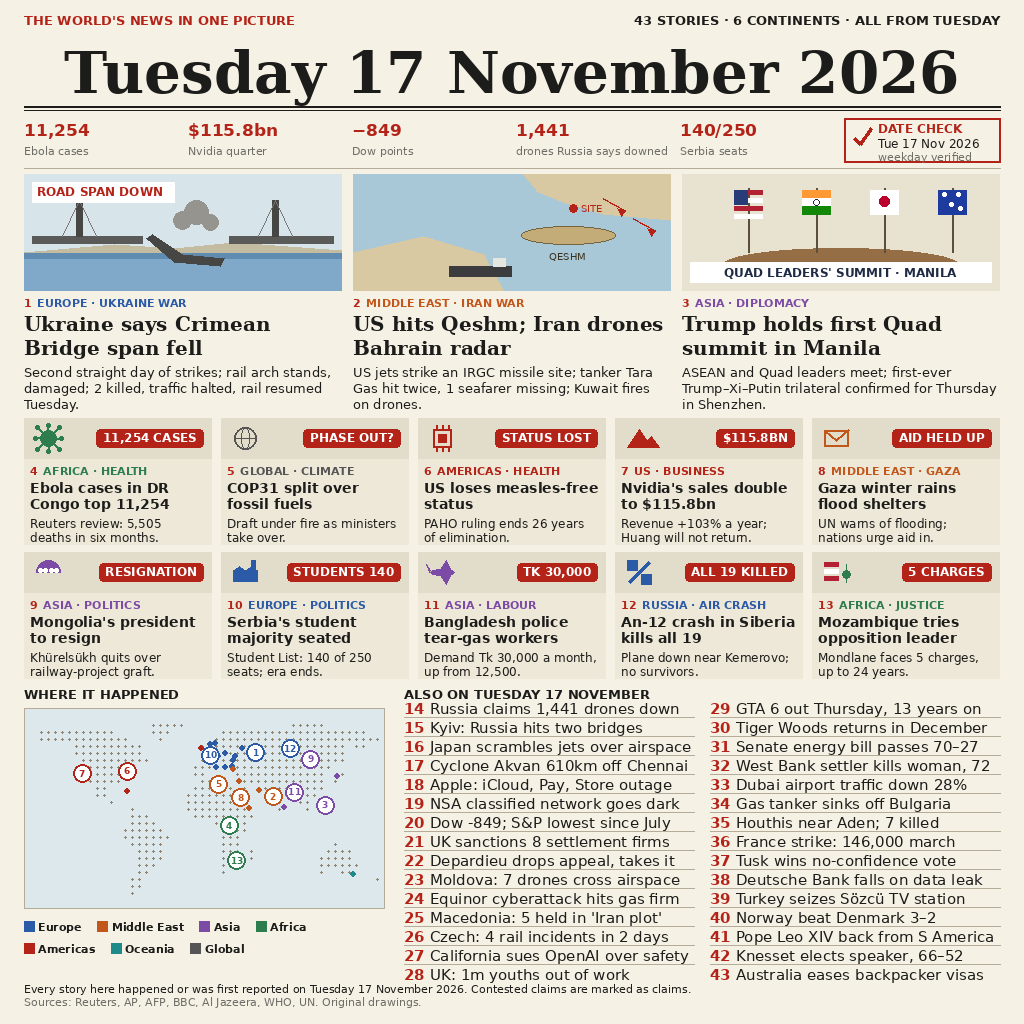 THE WORLD'S NEWS IN ONE PICTURE
43 STORIES · 6 CONTINENTS · ALL FROM TUESDAY
Tuesday 17 November 2026
11,254
Ebola cases
$115.8bn
Nvidia quarter
−849
Dow points
1,441
drones Russia says downed
140/250
Serbia seats
DATE CHECK
Tue 17 Nov 2026
weekday verified
ROAD SPAN DOWN
SITE
QESHM
QUAD LEADERS' SUMMIT · MANILA
1 EUROPE · UKRAINE WAR
Ukraine says Crimean
Bridge span fell
Second straight day of strikes; rail arch stands,
damaged; 2 killed, traffic halted, rail resumed
Tuesday.
2 MIDDLE EAST · IRAN WAR
US hits Qeshm; Iran drones
Bahrain radar
US jets strike an IRGC missile site; tanker Tara
Gas hit twice, 1 seafarer missing; Kuwait fires
on drones.
3 ASIA · DIPLOMACY
Trump holds first Quad
summit in Manila
ASEAN and Quad leaders meet; first-ever
Trump–Xi–Putin trilateral confirmed for Thursday
in Shenzhen.
11,254 CASES
4 AFRICA · HEALTH
Ebola cases in DR
Congo top 11,254
Reuters review: 5,505
deaths in six months.
PHASE OUT?
5 GLOBAL · CLIMATE
COP31 split over
fossil fuels
Draft under fire as ministers
take over.
STATUS LOST
6 AMERICAS · HEALTH
US loses measles-free
status
PAHO ruling ends 26 years
of elimination.
$115.8BN
7 US · BUSINESS
Nvidia's sales double
to $115.8bn
Revenue +103% a year;
Huang will not return.
AID HELD UP
8 MIDDLE EAST · GAZA
Gaza winter rains
flood shelters
UN warns of flooding;
nations urge aid in.
RESIGNATION
9 ASIA · POLITICS
Mongolia's president
to resign
Khürelsükh quits over
railway-project graft.
STUDENTS 140
10 EUROPE · POLITICS
Serbia's student
majority seated
Student List: 140 of 250
seats; era ends.
TK 30,000
11 ASIA · LABOUR
Bangladesh police
tear-gas workers
Demand Tk 30,000 a month,
up from 12,500.
ALL 19 KILLED
12 RUSSIA · AIR CRASH
An-12 crash in Siberia
kills all 19
Plane down near Kemerovo;
no survivors.
5 CHARGES
13 AFRICA · JUSTICE
Mozambique tries
opposition leader
Mondlane faces 5 charges,
up to 24 years.
WHERE IT HAPPENED
10
1
12
9
7
6
5
8
2
11
3
4
13
Europe
Middle East
Asia
Africa
Americas
Oceania
Global
ALSO ON TUESDAY 17 NOVEMBER
14 Russia claims 1,441 drones down
15 Kyiv: Russia hits two bridges
16 Japan scrambles jets over airspace
17 Cyclone Akvan 610km off Chennai
18 Apple: iCloud, Pay, Store outage
19 NSA classified network goes dark
20 Dow -849; S&P lowest since July
21 UK sanctions 8 settlement firms
22 Depardieu drops appeal, takes it
23 Moldova: 7 drones cross airspace
24 Equinor cyberattack hits gas firm
25 Macedonia: 5 held in 'Iran plot'
26 Czech: 4 rail incidents in 2 days
27 California sues OpenAI over safety
28 UK: 1m youths out of work
29 GTA 6 out Thursday, 13 years on
30 Tiger Woods returns in December
31 Senate energy bill passes 70–27
32 West Bank settler kills woman, 72
33 Dubai airport traffic down 28%
34 Gas tanker sinks off Bulgaria
35 Houthis near Aden; 7 killed
36 France strike: 146,000 march
37 Tusk wins no-confidence vote
38 Deutsche Bank falls on data leak
39 Turkey seizes Sözcü TV station
40 Norway beat Denmark 3–2
41 Pope Leo XIV back from S America
42 Knesset elects speaker, 66–52
43 Australia eases backpacker visas
Every story here happened or was first reported on Tuesday 17 November 2026. Contested claims are marked as claims.
Sources: Reuters, AP, AFP, BBC, Al Jazeera, WHO, UN. Original drawings.